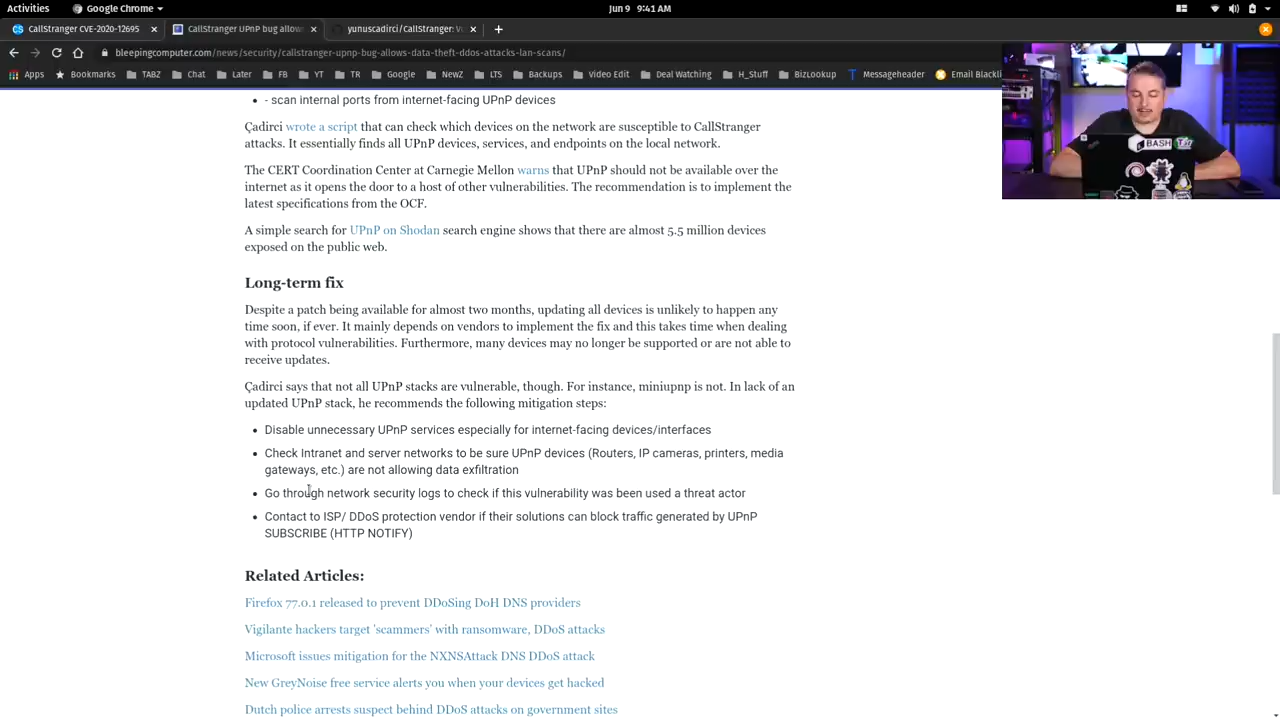 Activities
Google Chrome
Jun 9 9:41 AM
CallStranger CVE-2020-12695
CallStranger UPnP bug allow
yunuscadirci/CallStranger: Vu
bleepingcomputer.com/news/security/callstranger-upnp-bug-allows-data-theft-ddos-attacks-lan-scans/
Apps Bookmarks TABZ Chat Later FB YT TR Google NewZ LTS Backups Video Edit Deal Watching H_Stuff BizLookup Messageheader Email Blackli
- scan internal ports from internet-facing UPnP devices
Çadirci wrote a script that can check which devices on the network are susceptible to CallStranger
attacks. It essentially finds all UPnP devices, services, and endpoints on the local network.
The CERT Coordination Center at Carnegie Mellon warns that UPnP should not be available over the
internet as it opens the door to a host of other vulnerabilities. The recommendation is to implement the
latest specifications from the OCF.
A simple search for UPnP on Shodan search engine shows that there are almost 5.5 million devices
exposed on the public web.
Long-term fix
Despite a patch being available for almost two months, updating all devices is unlikely to happen any
time soon, if ever. It mainly depends on vendors to implement the fix and this takes time when dealing
with protocol vulnerabilities. Furthermore, many devices may no longer be supported or are not able to
receive updates.
Çadirci says that not all UPnP stacks are vulnerable, though. For instance, miniupnp is not. In lack of an
updated UPnP stack, he recommends the following mitigation steps:
Disable unnecessary UPnP services especially for internet-facing devices/interfaces
Check Intranet and server networks to be sure UPnP devices (Routers, IP cameras, printers, media
gateways, etc.) are not allowing data exfiltration
Go through network security logs to check if this vulnerability was been used a threat actor
Contact to ISP/ DDoS protection vendor if their solutions can block traffic generated by UPnP
SUBSCRIBE (HTTP NOTIFY)
Related Articles:
Firefox 77.0.1 released to prevent DDoSing DoH DNS providers
Vigilante hackers target 'scammers' with ransomware, DDoS attacks
Microsoft issues mitigation for the NXNSAttack DNS DDoS attack
New GreyNoise free service alerts you when your devices get hacked
Dutch police arrests suspect behind DDoS attacks on government sites
BASH